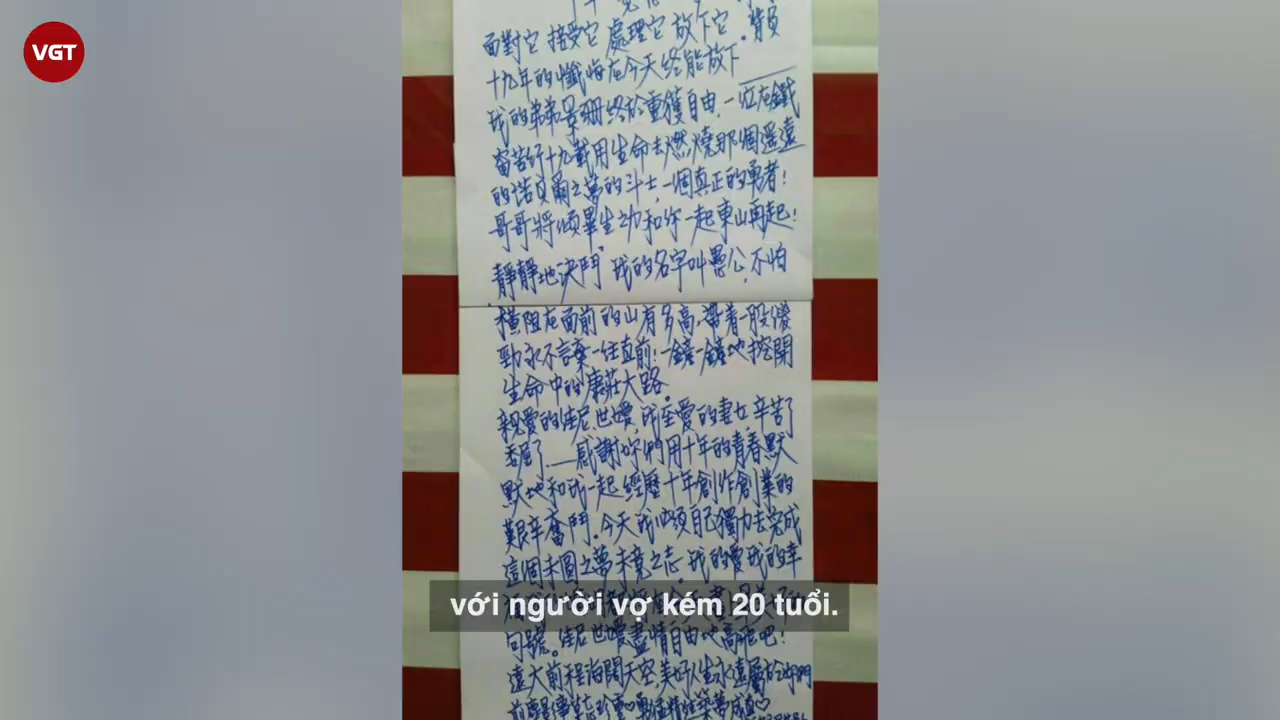 VGT
面對它 接受它 處理它 放下它。背負
十九年的懺悔在今天終能放下
我的弟弟景珊終於重獲自由,一位在鐵
窗苦行十九載用生命去燃燒那個遥遠
的諾貝爾之夢的斗士,一個真正的勇者!
哥哥將傾畢生之力和你一起東山再起!
靜靜地決鬥,我的名字叫愚公,不怕
橫阻在面前的山有多高,帶着一股傻
勁永不言棄一往直前!一鏟一鏟地挖開
生命中的康莊大路。
親愛的佳尼、世嬡,我至愛的妻女,辛苦了
委屈了——感謝你們用十年的青春默
默地和我一起經歷十年創作創業的
艱辛奮鬥。今天我必須自己獨力去完成
這個未圓之夢未竟之志。我的愛我的幸
với người vợ kém 20 tuổi.
句號。佳尼世嬡盡情自由地高飛吧!
遠大前程海闊天空美好人生永遠屬於你們